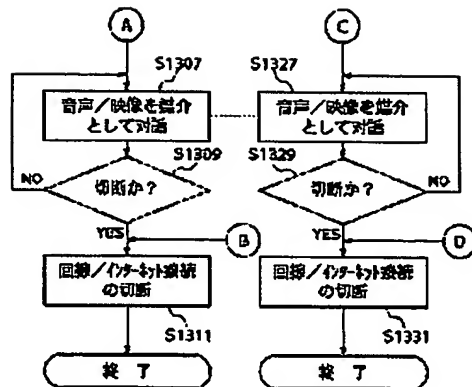 A
S1307
音声／映像を媒介
として対話
S1309
切断か？
NO
YES
B
回線／インターネット接続
の切断
S1311
終了
C
S1327
音声／映像を媒介
として対話
S1329
切断か？
NO
YES
D
回線／インターネット接続
の切断
S1331
終了